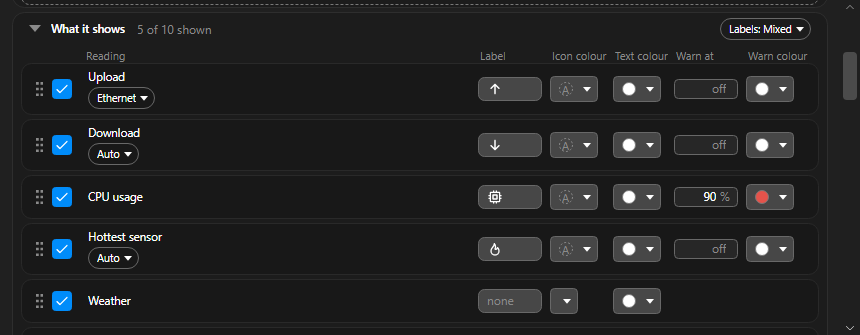 What it shows 5 of 10 shown Labels: Mixed
Reading Label Icon colour Text colour Warn at Warn colour
Upload
Ethernet A off
Download
Auto A off
CPU usage A 90 %
Hottest sensor
Auto A off
Weather none